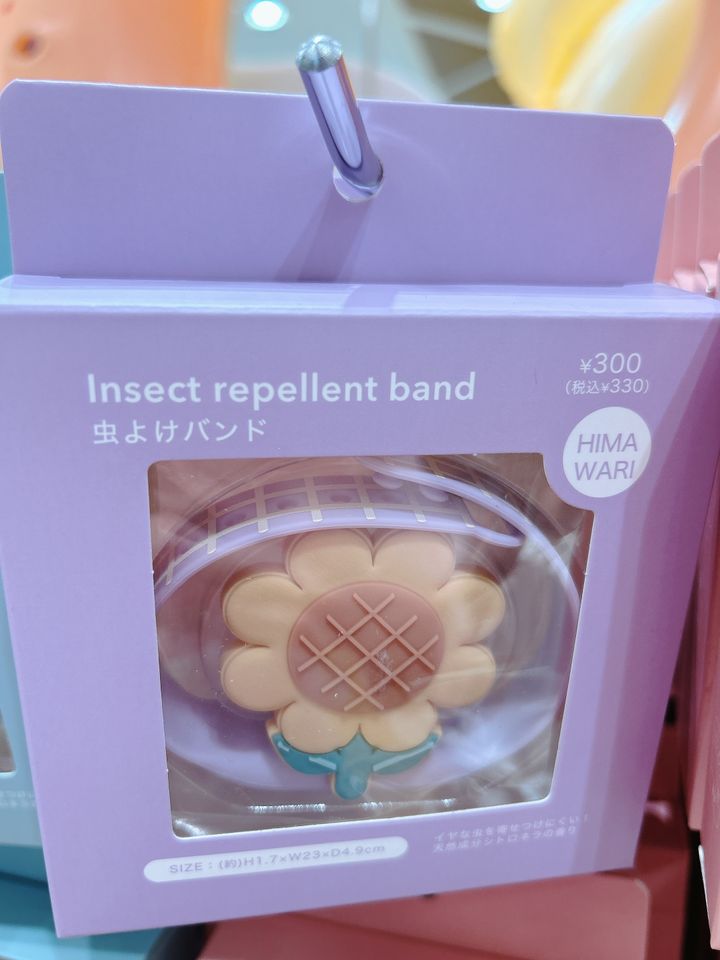 Insect repellent band
虫よけバンド
¥300
(税込¥330)
HIMA
WARI
イヤな虫を寄せつけにくい!
天然成分シトロネラの香り
SIZE：(約)H1.7×W23×D4.9cm